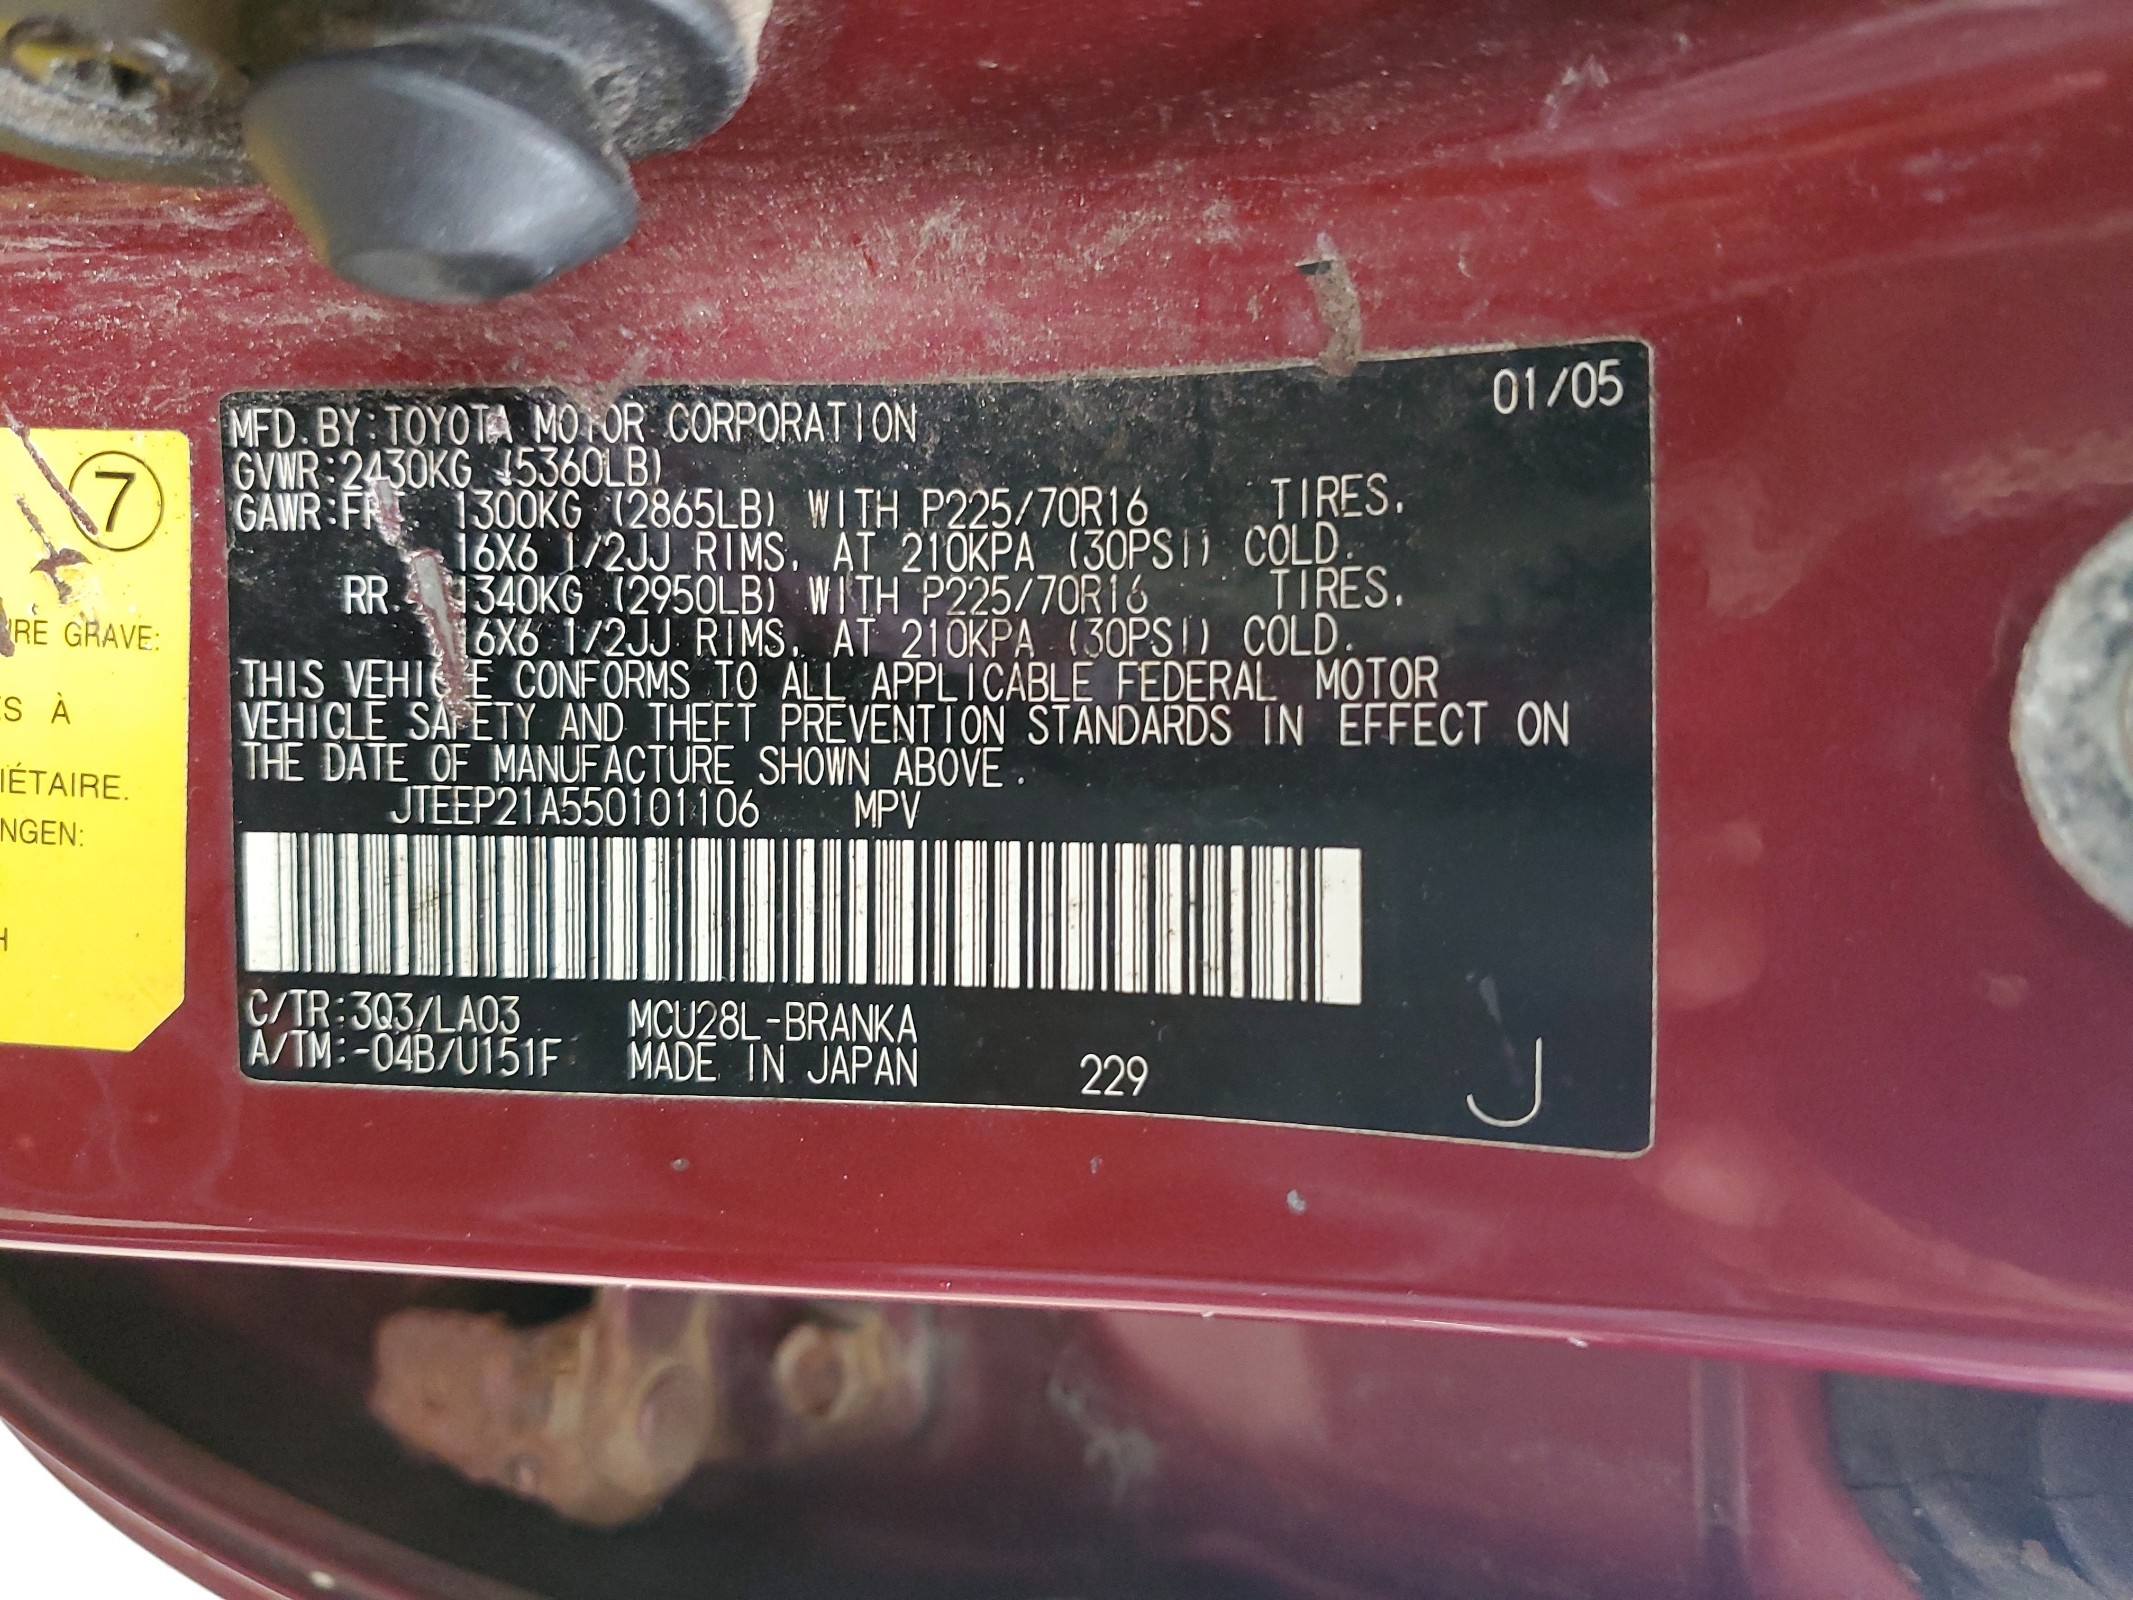 01/05
MFD. BY: TOYOTA MOTOR CORPORATION
GVWR: 2430KG (5360LB)
GAWR: FRT 1300KG (2865LB) WITH P225/70R16 TIRES,
16X6 1/2JJ RIMS, AT 210KPA (30PSI) COLD.
RR. 1340KG (2950LB) WITH P225/70R16 TIRES,
16X6 1/2JJ RIMS, AT 210KPA (30PSI) COLD.
THIS VEHICLE CONFORMS TO ALL APPLICABLE FEDERAL MOTOR
VEHICLE SAFETY AND THEFT PREVENTION STANDARDS IN EFFECT ON
THE DATE OF MANUFACTURE SHOWN ABOVE.
JTEEP21A550101106 MPV
C/TR: 3Q3/LA03 MCU28L-BRANKA
A/TM: -04B/U151F MADE IN JAPAN 229 J
7
GRAVE:
À